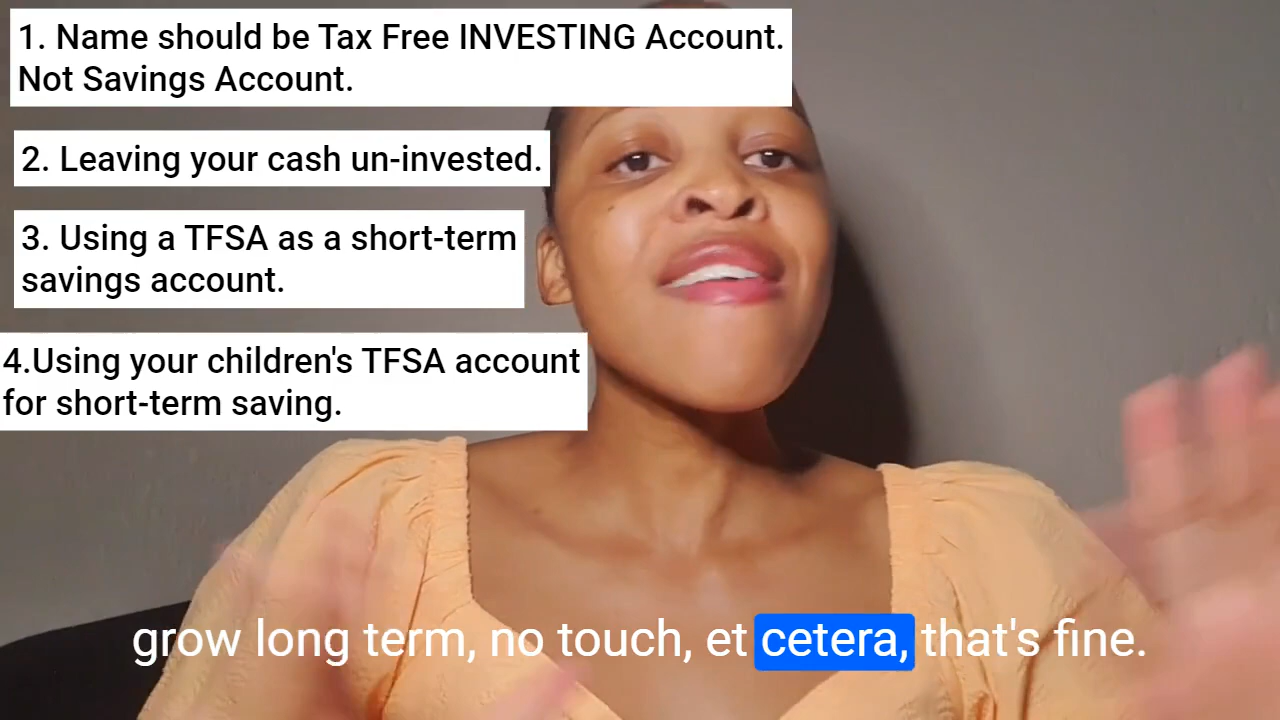 1. Name should be Tax Free INVESTING Account.
Not Savings Account.
2. Leaving your cash un-invested.
3. Using a TFSA as a short-term
savings account.
4.Using your children's TFSA account
for short-term saving.
grow long term, no touch, et cetera, that's fine.